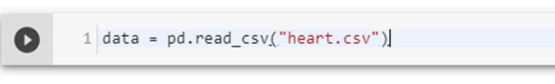 1 data = pd.read_csv("heart.csv")